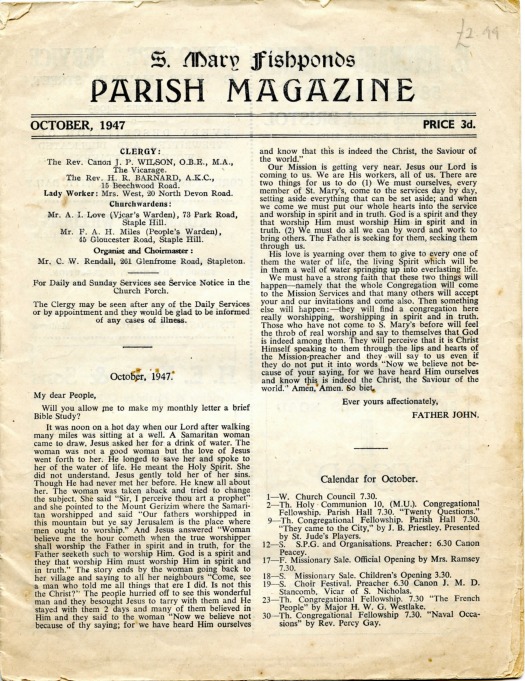 £2.99
S. Mary Fishponds
PARISH MAGAZINE
OCTOBER, 1947 PRICE 3d.
CLERGY:
The Rev. Canon J. P. WILSON, O.B.E., M.A.,
The Vicarage.
The Rev. H. R. BARNARD, A.K.C.,
15 Beechwood Road.
Lady Worker: Mrs. West, 20 North Devon Road.
Churchwardens:
Mr. A. I. Love (Vicar's Warden), 73 Park Road,
Staple Hill.
Mr. F. A. H. Miles (People's Warden),
45 Gloucester Road, Staple Hill.
Organist and Choirmaster:
Mr. C. W. Rendall, 261 Glenfrome Road, Stapleton.
For Daily and Sunday Services see Service Notice in the
Church Porch.
The Clergy may be seen after any of the Daily Services
or by appointment and they would be glad to be informed
of any cases of illness.
October, 1947.
My dear People,
Will you allow me to make my monthly letter a brief
Bible Study?
It was noon on a hot day when our Lord after walking
many miles was sitting at a well. A Samaritan woman
came to draw, Jesus asked her for a drink of water. The
woman was not a good woman but the love of Jesus
went forth to her. He longed to save her and spoke to
her of the water of life. He meant the Holy Spirit. She
did not understand. Jesus gently told her of her sins.
Though He had never met her before. He knew all about
her. The woman was taken aback and tried to change
the subject. She said "Sir, I perceive thou art a prophet"
and she pointed to the Mount Gerizim where the Samari-
tan worshipped and said "Our fathers worshipped in
this mountain but ye say Jerusalem is the place where
men ought to worship." And Jesus answered "Woman
believe me the hour cometh when the true worshipper
shall worship the Father in spirit and in truth, for the
Father seeketh such to worship Him. God is a spirit and
they that worship Him must worship Him in spirit and
in truth." The story ends by the woman going back to
her village and saying to all her neighbours "Come, see
a man who told me all things that ere I did. Is not this
the Christ?" The people hurried off to see this wonderful
man and they besought Jesus to tarry with them and He
stayed with them 2 days and many of them believed in
Him and they said to the woman "Now we believe not
because of thy saying; for we have heard Him ourselves
and know that this is indeed the Christ, the Saviour of
the world."
Our Mission is getting very near. Jesus our Lord is
coming to us. We are His workers, all of us. There are
two things for us to do (1) We must ourselves, every
member of St. Mary's, come to the services day by day,
setting aside everything that can be set aside; and when
we come we must put our whole hearts into the service
and worship in spirit and in truth. God is a spirit and they
that worship Him must worship Him in spirit and in
truth. (2) We must do all we can by word and work to
bring others. The Father is seeking for them, seeking them
through us.
His love is yearning over them to give to every one of
them the water of life, the living Spirit which will be
in them a well of water springing up into everlasting life.
We must have a strong faith that these two things will
happen—namely that the whole Congregation will come
to the Mission Services and that many others will accept
your and our invitations and come also. Then something
else will happen:—they will find a congregation here
really worshipping, worshipping in spirit and in truth.
Those who have not come to S. Mary's before will feel
the throb of real worship and say to themselves that God
is indeed among them. They will perceive that it is Christ
Himself speaking to them through the lips and hearts of
the Mission-preacher and they will say to us even if
they do not put it into words "Now we believe not be-
cause of your saying, for we have heard Him ourselves
and know this is indeed the Christ, the Saviour of the
world." Amen, Amen. So biet,
Ever yours affectionately,
FATHER JOHN.
Calendar for October.
1—W. Church Council 7.30.
2—Th. Holy Communion 10, (M.U.). Congregational
Fellowship. Parish Hall 7.30. "Twenty Questions."
9—Th. Congregational Fellowship. Parish Hall 7.30.
"They came to the City," by J. B. Priestley. Presented
by St. Jude's Players.
12—S. S.P.G. and Organisations. Preacher: 6.30 Canon
Peacey.
17—F. Missionary Sale. Official Opening by Mrs. Ramsey
7.30.
18—S. Missionary Sale. Children's Opening 3.30.
19—S. Choir Festival. Preacher 6.30 Canon J. M. D.
Stancomb, Vicar of S. Nicholas.
23—Th. Congregational Fellowship. 7.30 "The French
People" by Major H. W. G. Westlake.
30—Th. Congregational Fellowship 7.30. "Naval Occa-
sions" by Rev. Percy Gay.